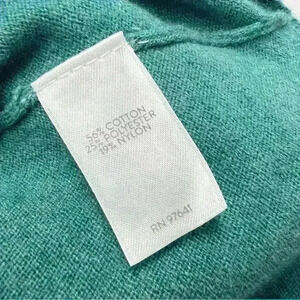 56% COTTON
25% POLYESTER
19% NYLON
RN 97641